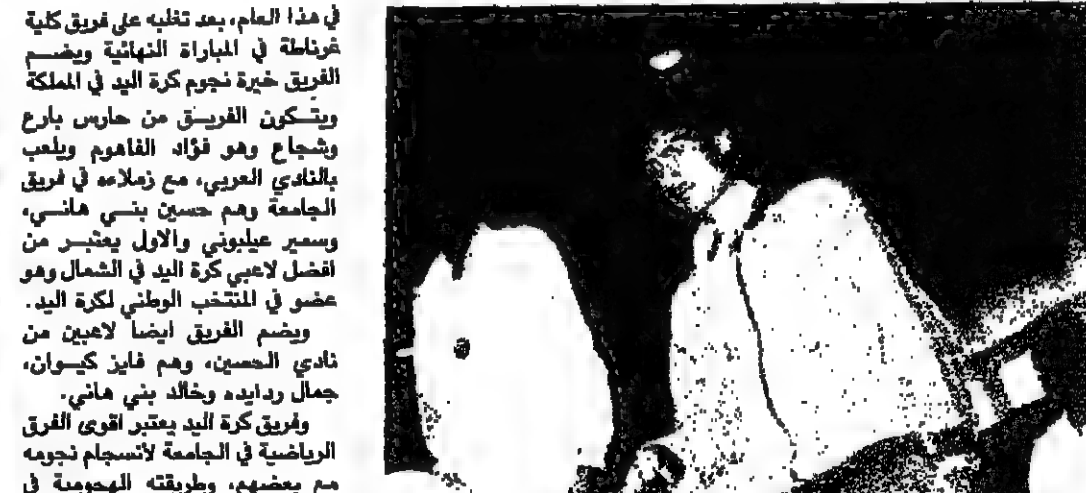 في هذا العام، بعد تغلبه على فريق كلية
غرناطة في المباراة النهائية ويضم
الفريق خيرة نجوم كرة اليد في المملكة
ويتكون الفريق من حارس بارع
وشجاع وهو فؤاد الفاهوم ويلعب
بالنادي العربي، مع زملاءه في فريق
الجامعة وهم حسين بني هاني،
وسمير عيلبوني والاول يعتبر من
افضل لاعبي كرة اليد في الشمال وهو
عضو في المنتخب الوطني لكرة اليد.
ويضم الفريق ايضا لاعبين من
نادي الحسين، وهم فايز كيوان،
جمال ردايده وخالد بني هاني.
وفريق كرة اليد يعتبر اقوى الفرق
الرياضية في الجامعة لأنسجام نجومه
مع بعضهم، وطريقته الهجومية في